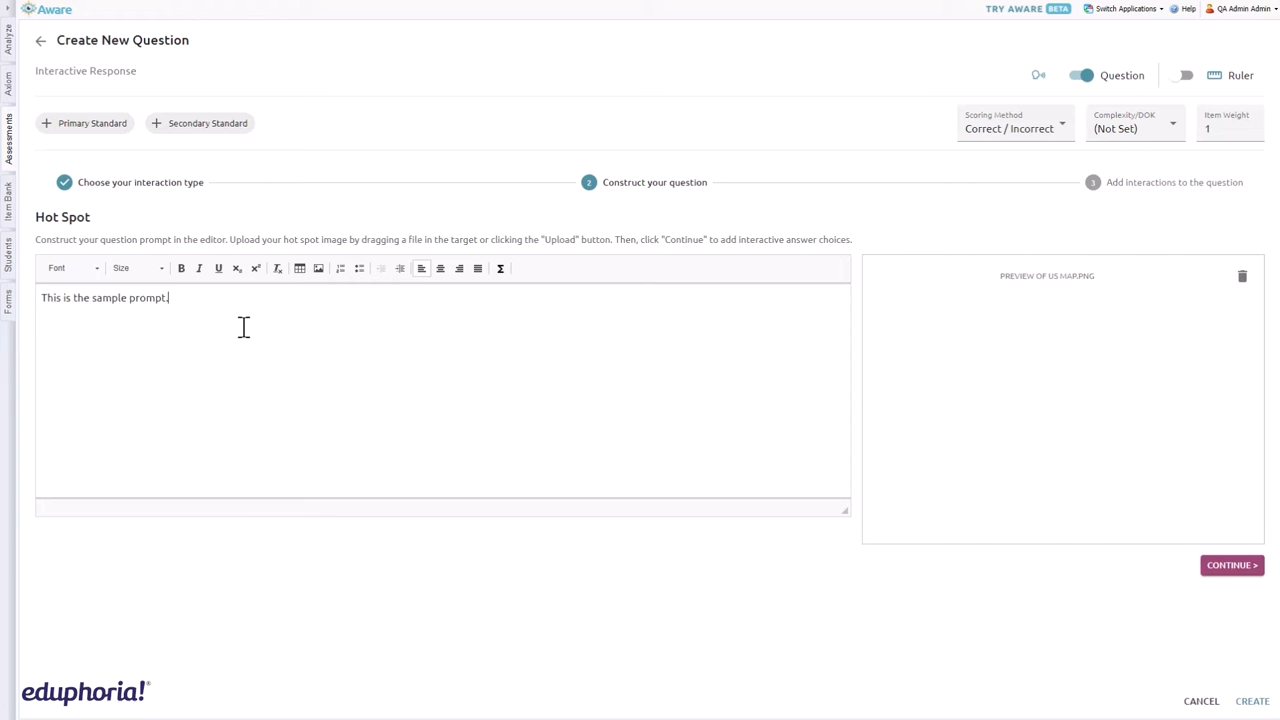 Aware
TRY AWARE BETA
Switch Applications
Help
QA Admin Admin
Analyze
Axiom
Assessments
Item Bank
Students
Forms
Create New Question
Interactive Response
Question
Ruler
Primary Standard
Secondary Standard
Scoring Method
Correct / Incorrect
Complexity/DOK
(Not Set)
Item Weight
1
Choose your interaction type
2 Construct your question
3 Add interactions to the question
Hot Spot
Construct your question prompt in the editor. Upload your hot spot image by dragging a file in the target or clicking the "Upload" button. Then, click "Continue" to add interactive answer choices.
Font
Size
B I U x₂ x² Tx Σ
This is the sample prompt.
PREVIEW OF US MAP.PNG
CONTINUE >
eduphoria!®
CANCEL
CREATE